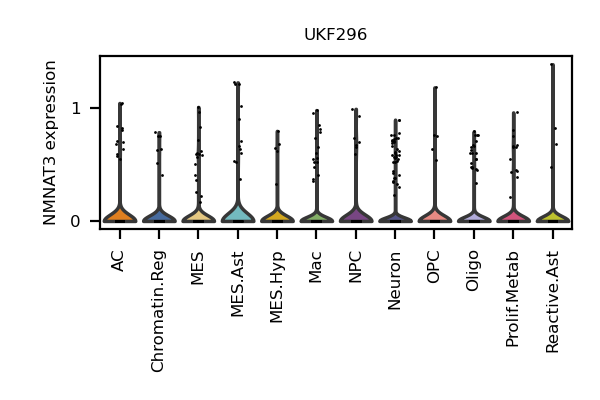 UKF296
NMNAT3 expression
1
0
AC
Chromatin.Reg
MES
MES.Ast
MES.Hyp
Mac
NPC
Neuron
OPC
Oligo
Prolif.Metab
Reactive.Ast